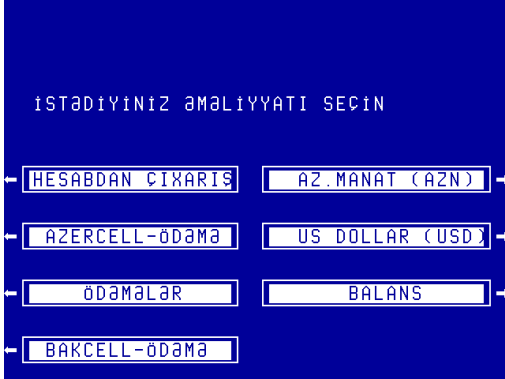 İSTƏDİYİNİZ ƏMƏLİYYATI SEÇİN
HESABDAN ÇIXARIŞ
AZ.MANAT (AZN)
AZERCELL-ÖDƏMƏ
US DOLLAR (USD)
ÖDƏMƏLƏR
BALANS
BAKCELL-ÖDƏMƏ